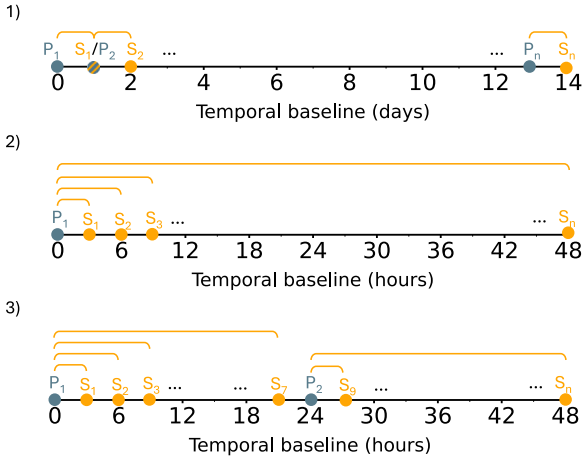 1)
P1 S1/P2 S2 ... ... Pn Sn
0 2 4 6 8 10 12 14
Temporal baseline (days)
2)
P1 S1 S2 S3 ... ... Sn
0 6 12 18 24 30 36 42 48
Temporal baseline (hours)
3)
P1 S1 S2 S3 ... ... S7 P2 S9 ... ... Sn
0 6 12 18 24 30 36 42 48
Temporal baseline (hours)